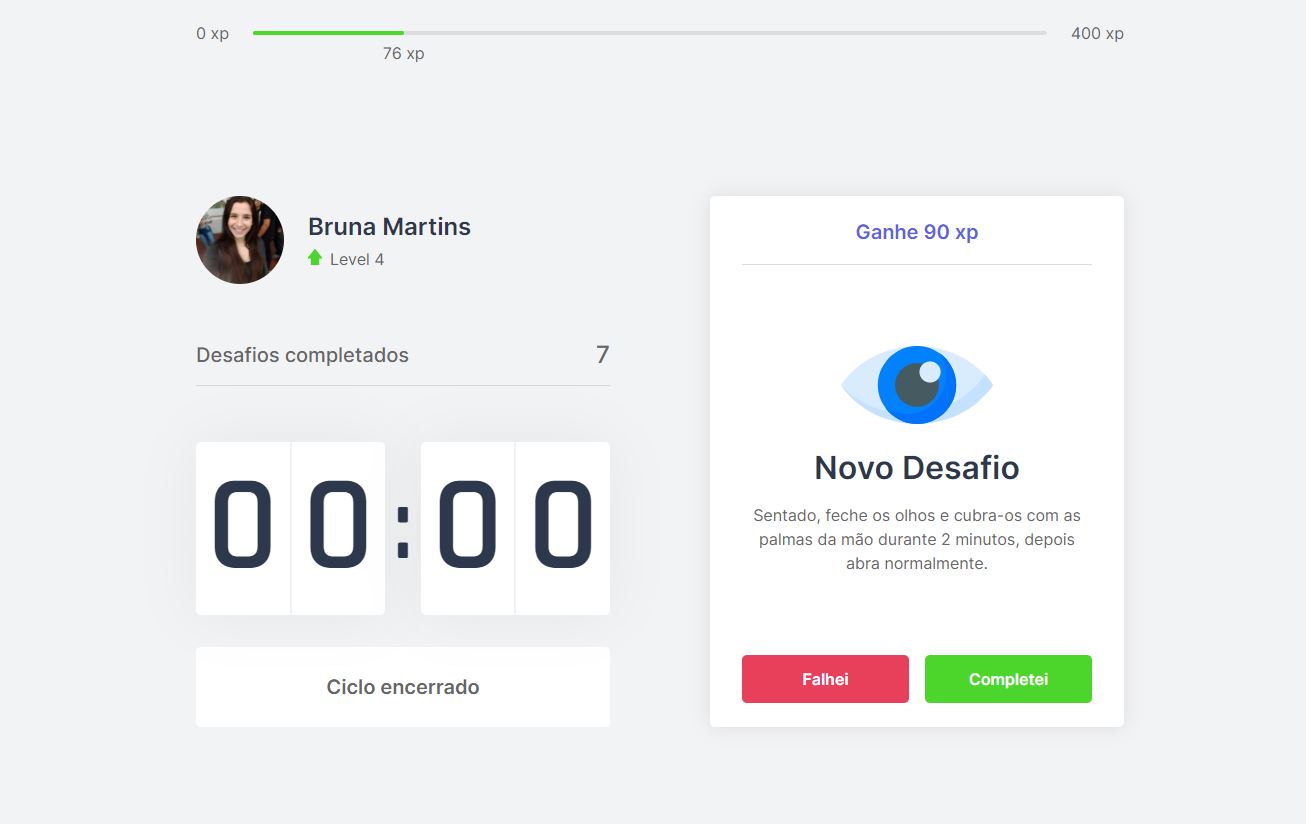 0 xp
400 xp
76 xp
Bruna Martins
Level 4
Desafios completados 7
00:00
Ciclo encerrado
Ganhe 90 xp
Novo Desafio
Sentado, feche os olhos e cubra-os com as
palmas da mão durante 2 minutos, depois
abra normalmente.
Falhei
Completei